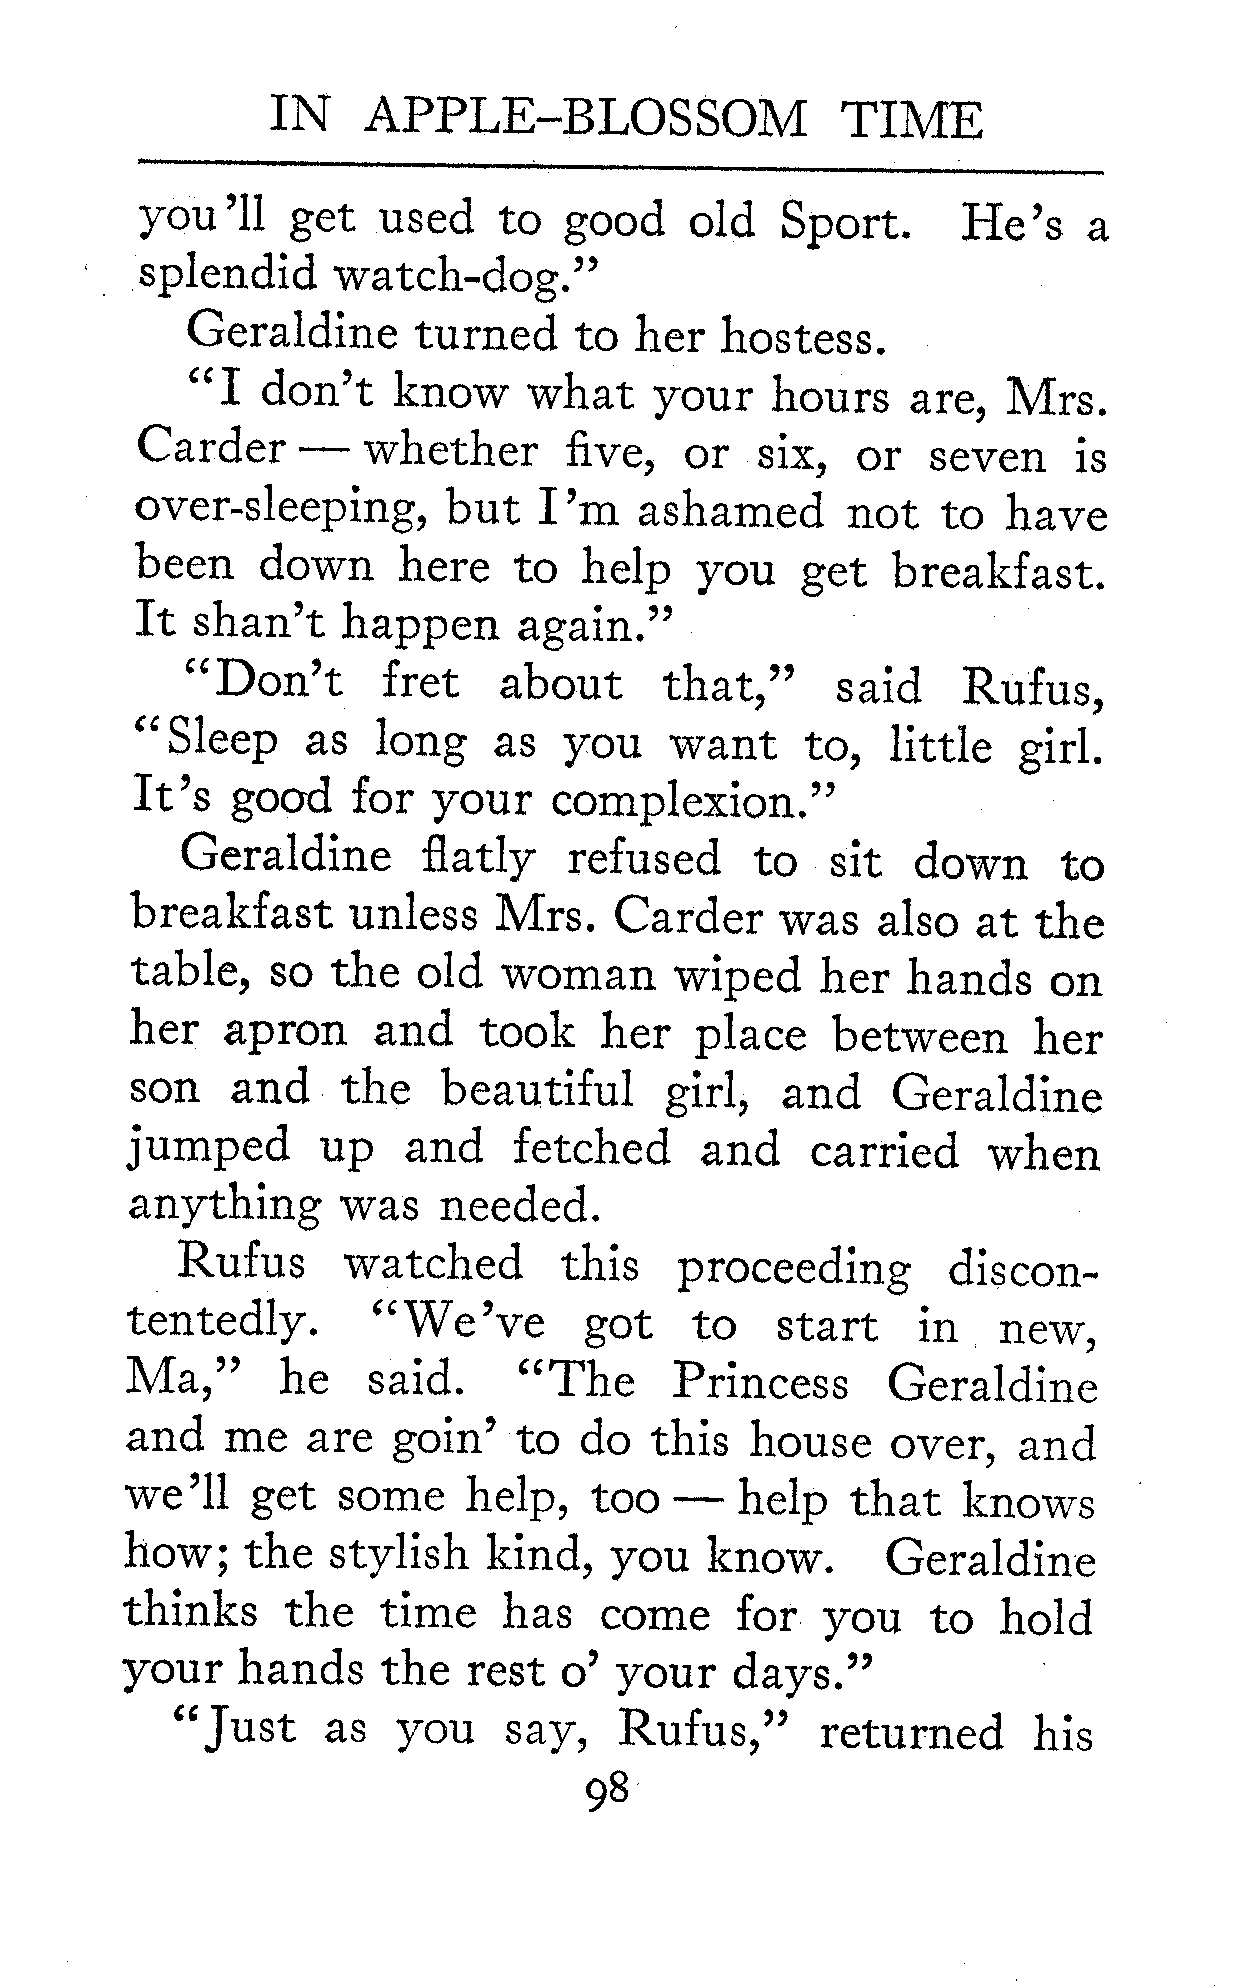 IN APPLE-BLOSSOM TIME
you'll get used to good old Sport. He's a
splendid watch-dog.”
Geraldine turned to her hostess.
“I don't know what your hours are, Mrs.
Carder — whether five, or six, or seven is
over-sleeping, but I'm ashamed not to have
been down here to help you get breakfast.
It shan't happen again.”
“Don't fret about that,” said Rufus,
“Sleep as long as you want to, little girl.
It's good for your complexion.”
Geraldine flatly refused to sit down to
breakfast unless Mrs. Carder was also at the
table, so the old woman wiped her hands on
her apron and took her place between her
son and the beautiful girl, and Geraldine
jumped up and fetched and carried when
anything was needed.
Rufus watched this proceeding discon-
tentedly. “We've got to start in new,
Ma,” he said. “The Princess Geraldine
and me are goin' to do this house over, and
we'll get some help, too — help that knows
how; the stylish kind, you know. Geraldine
thinks the time has come for you to hold
your hands the rest o' your days.”
“Just as you say, Rufus,” returned his
98